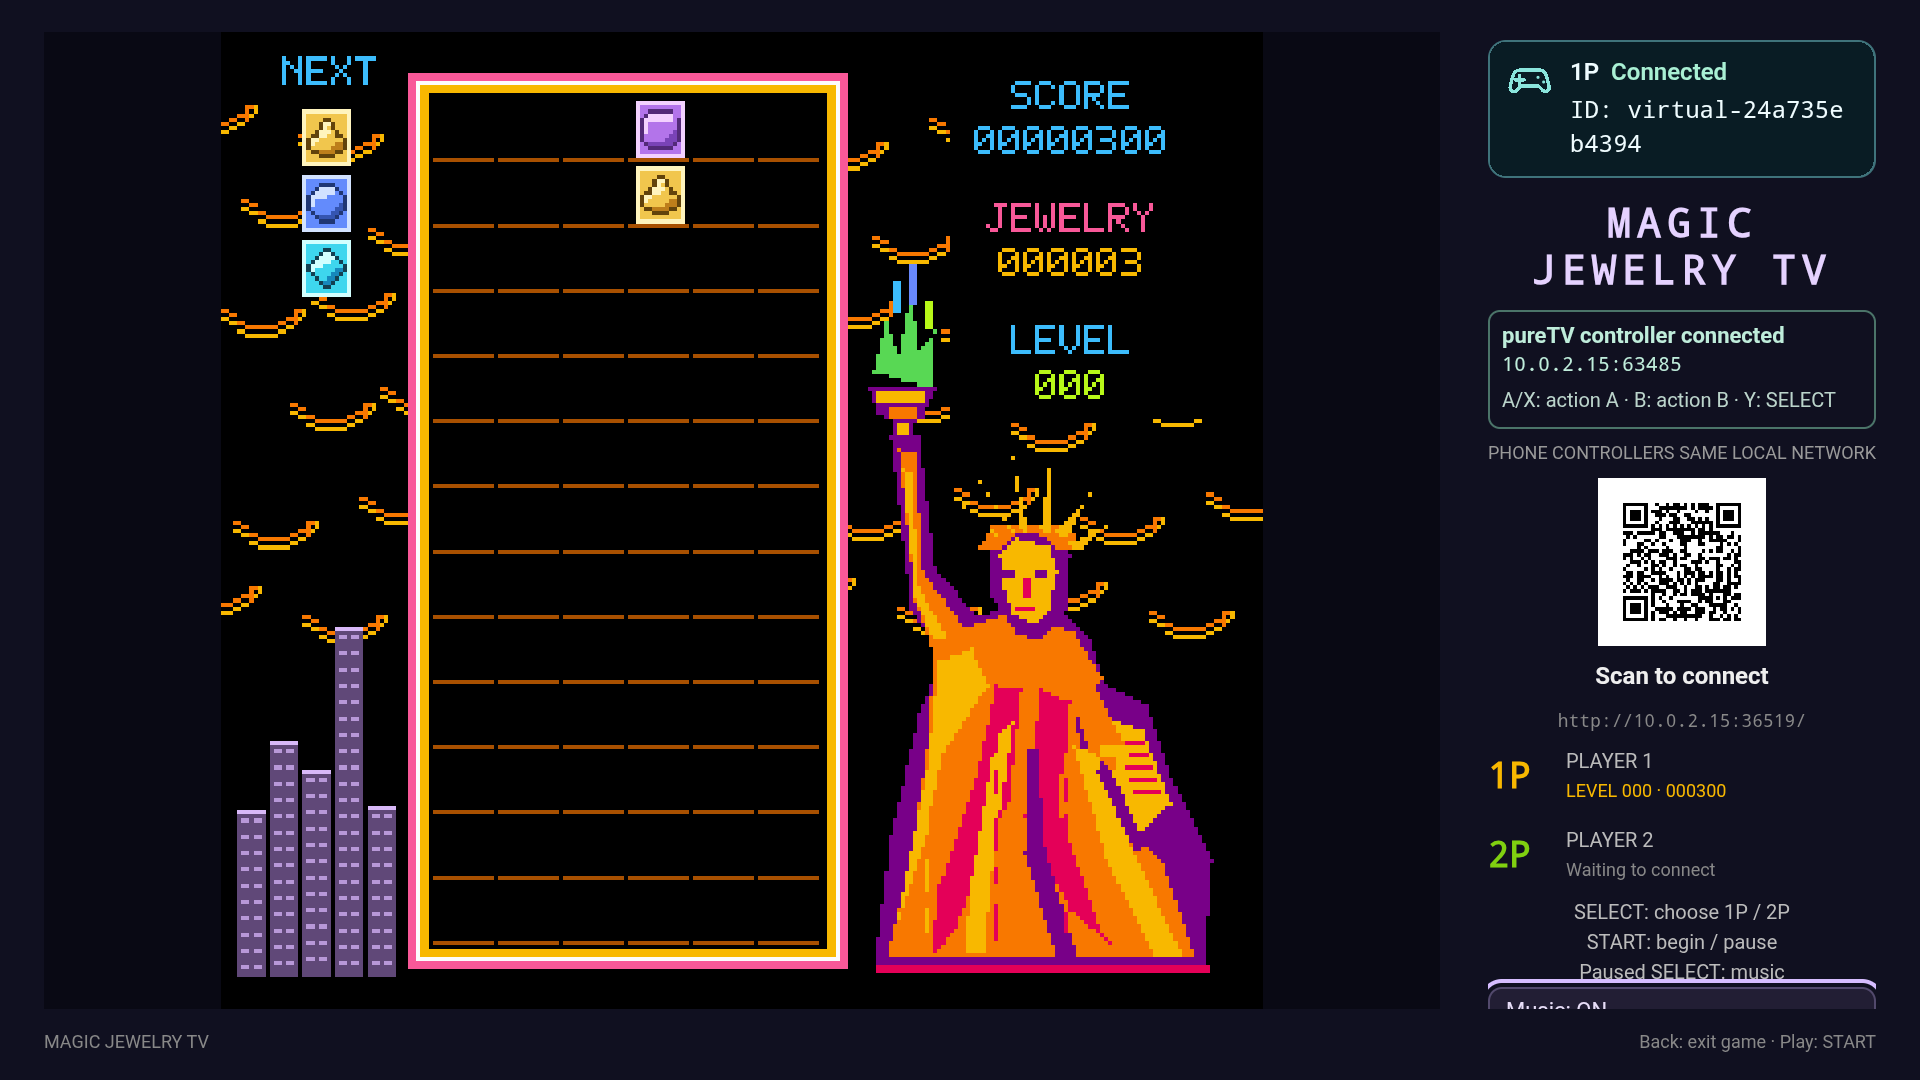 NEXT
SCORE
00000300
JEWELRY
000003
LEVEL
000
1P Connected
ID: virtual-24a735e
b4394
MAGIC
JEWELRY TV
pureTV controller connected
10.0.2.15:63485
A/X: action A · B: action B · Y: SELECT
PHONE CONTROLLERS SAME LOCAL NETWORK
Scan to connect
http://10.0.2.15:36519/
1P
PLAYER 1
LEVEL 000 · 000300
2P
PLAYER 2
Waiting to connect
SELECT: choose 1P / 2P
START: begin / pause
Paused SELECT: music
Music: ON
MAGIC JEWELRY TV
Back: exit game · Play: START